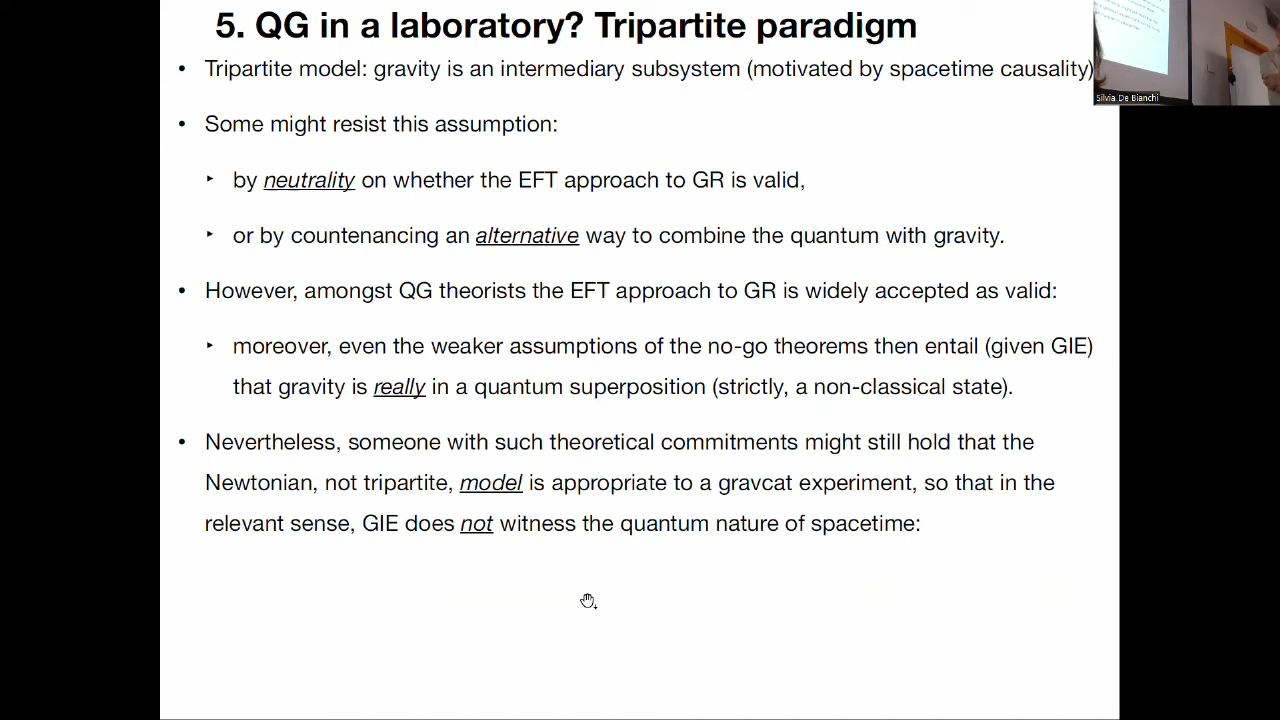 5. QG in a laboratory? Tripartite paradigm
• Tripartite model: gravity is an intermediary subsystem (motivated by spacetime causality)
• Some might resist this assumption:
‣ by neutrality on whether the EFT approach to GR is valid,
‣ or by countenancing an alternative way to combine the quantum with gravity.
• However, amongst QG theorists the EFT approach to GR is widely accepted as valid:
‣ moreover, even the weaker assumptions of the no-go theorems then entail (given GIE)
that gravity is really in a quantum superposition (strictly, a non-classical state).
• Nevertheless, someone with such theoretical commitments might still hold that the
Newtonian, not tripartite, model is appropriate to a gravcat experiment, so that in the
relevant sense, GIE does not witness the quantum nature of spacetime:
Silvia De Bianchi